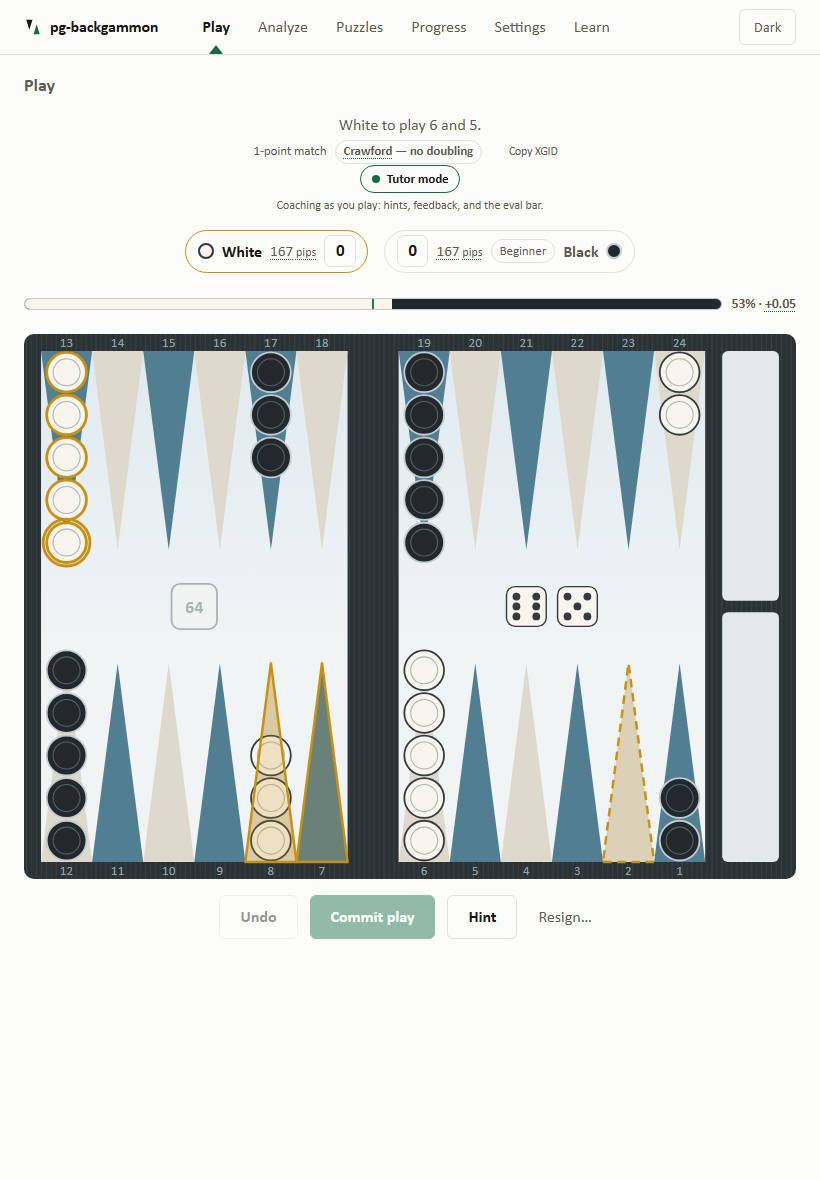 pg-backgammon Play Analyze Puzzles Progress Settings Learn Dark
Play
White to play 6 and 5.
1-point match Crawford — no doubling Copy XGID
Tutor mode
Coaching as you play: hints, feedback, and the eval bar.
White 167 pips 0 0 167 pips Beginner Black
53% · +0.05
13 14 15 16 17 18 19 20 21 22 23 24
64
12 11 10 9 8 7 6 5 4 3 2 1
Undo Commit play Hint Resign...